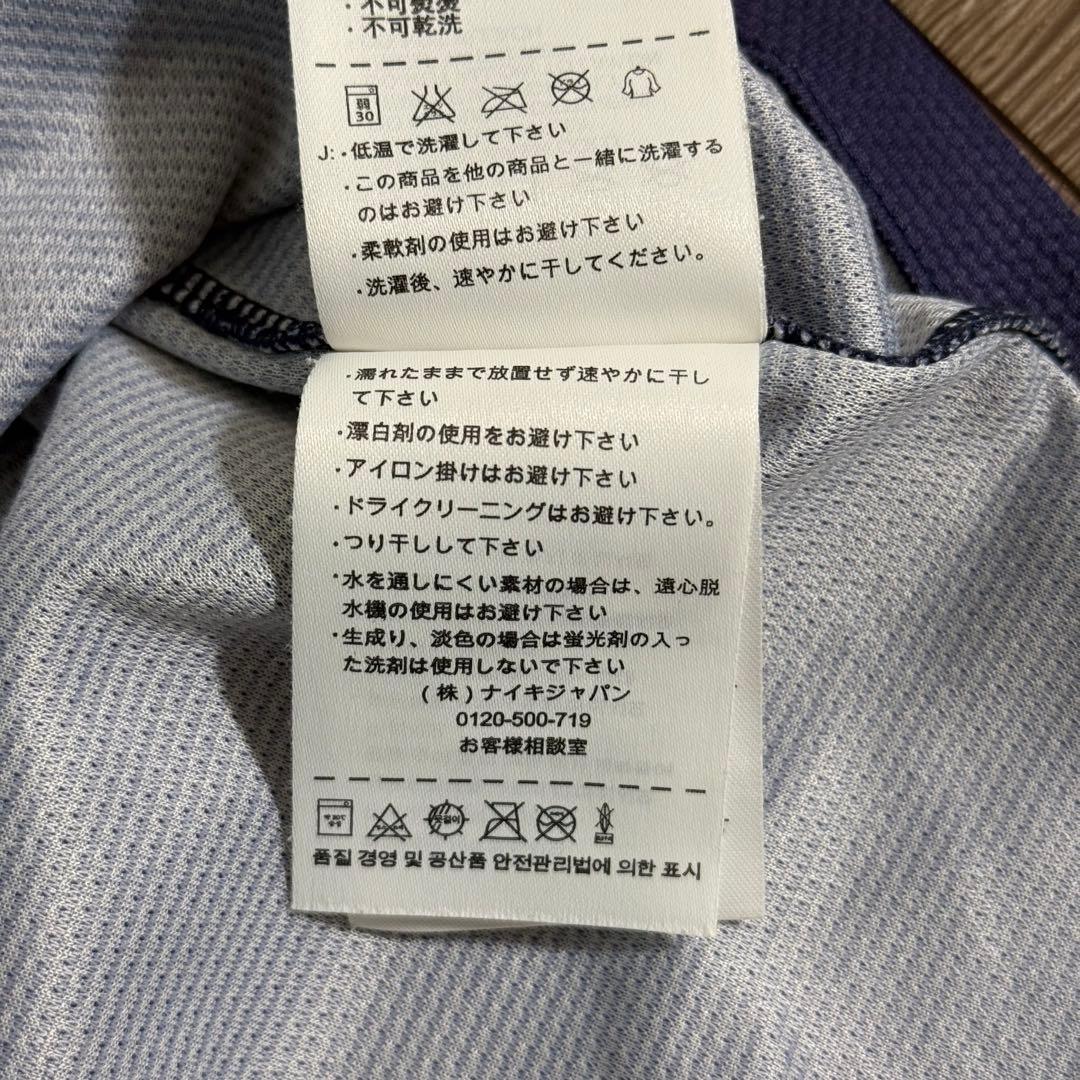 · 不可熨燙
· 不可乾洗
弱
30
J: · 低温で洗濯して下さい
· この商品を他の商品と一緒に洗濯する
のはお避け下さい
· 柔軟剤の使用はお避け下さい
· 洗濯後、速やかに干してください。
· 濡れたままで放置せず速やかに干し
て下さい
· 漂白剤の使用をお避け下さい
· アイロン掛けはお避け下さい
· ドライクリーニングはお避け下さい。
· つり干しして下さい
· 水を通しにくい素材の場合は、遠心脱
水機の使用はお避け下さい
· 生成り、淡色の場合は蛍光剤の入っ
た洗剤は使用しないで下さい
(株)ナイキジャパン
0120-500-719
お客様相談室
옷걸이
품질 경영 및 공산품 안전관리법에 의한 표시